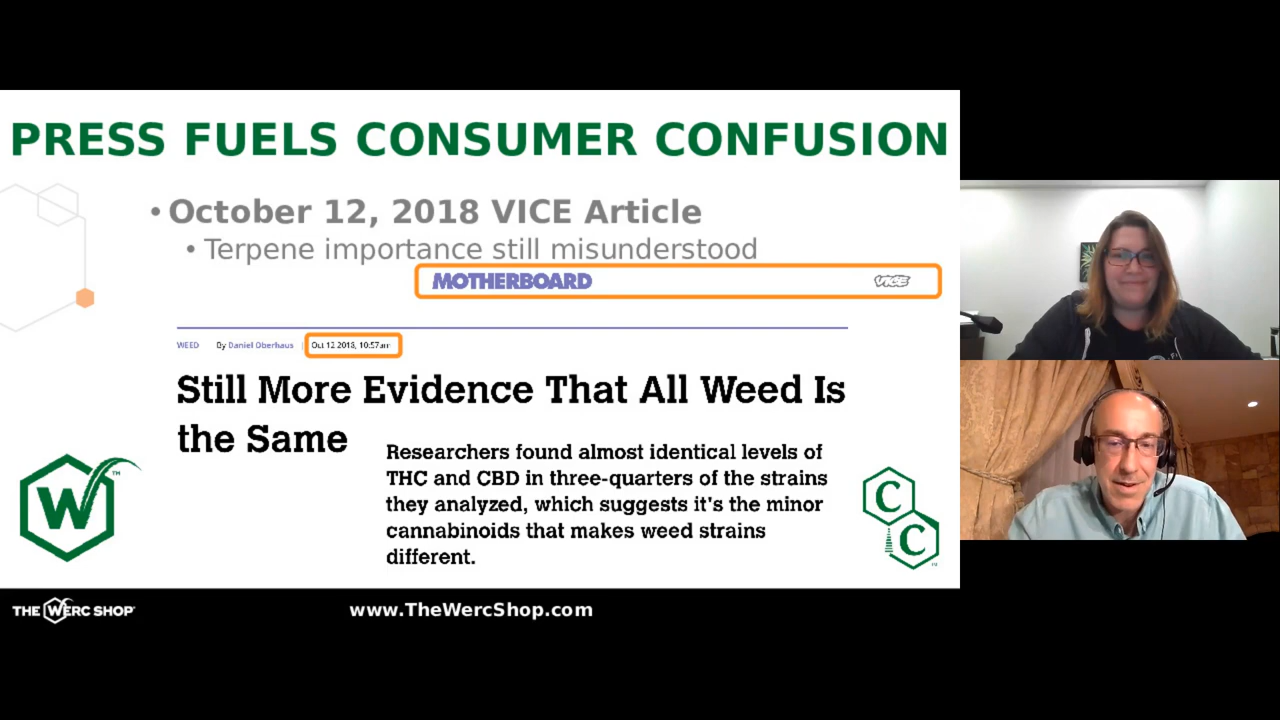 PRESS FUELS CONSUMER CONFUSION
• October 12, 2018 VICE Article
• Terpene importance still misunderstood
MOTHERBOARD VICE
WEED By Daniel Oberhaus | Oct 12 2018, 10:57am
Still More Evidence That All Weed Is
the Same
Researchers found almost identical levels of
THC and CBD in three-quarters of the strains
they analyzed, which suggests it's the minor
cannabinoids that makes weed strains
different.
W™
C
C
THE WERC SHOP
www.TheWercShop.com